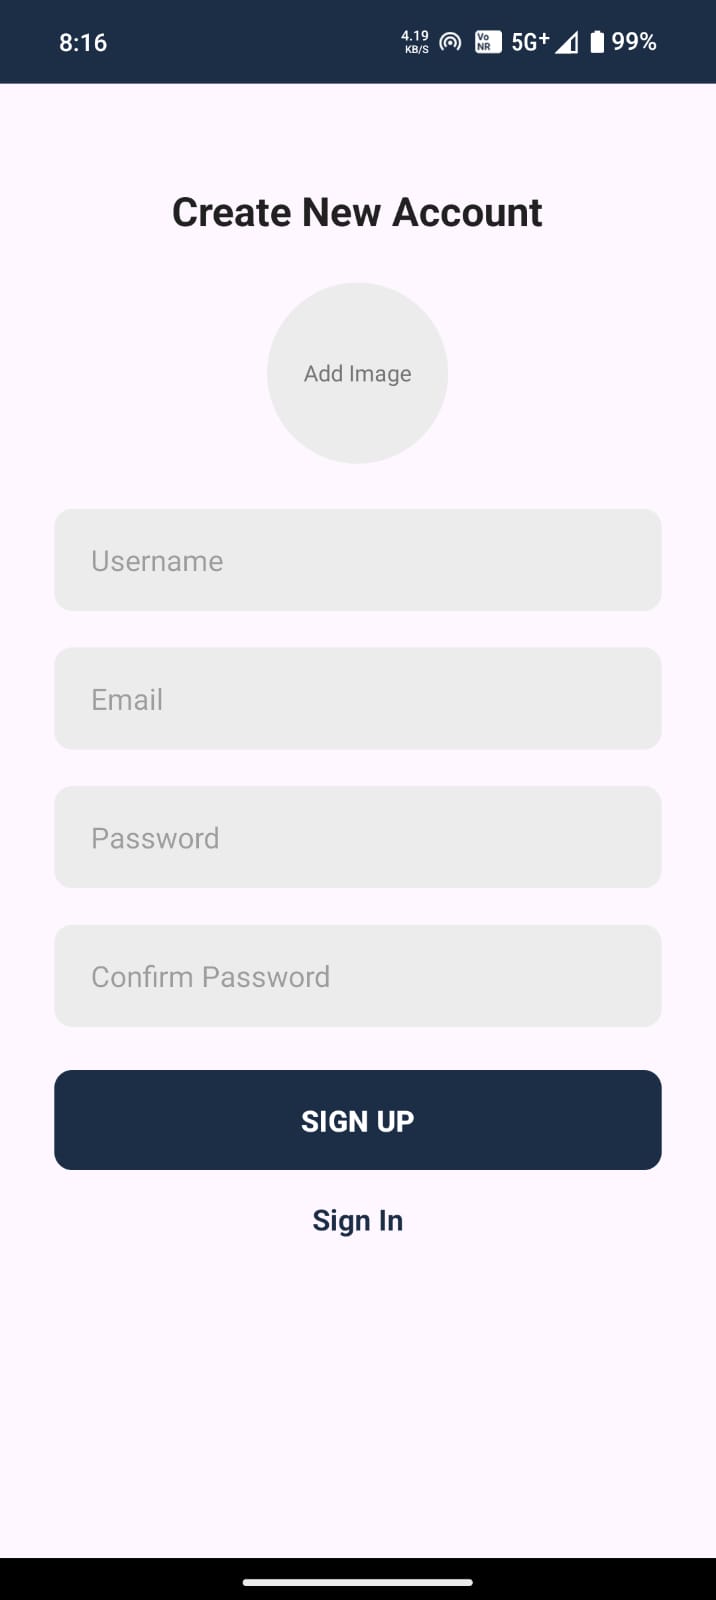 8:16
4.19
KB/S
Vo
NR
5G+
99%
Create New Account
Add Image
Username
Email
Password
Confirm Password
SIGN UP
Sign In